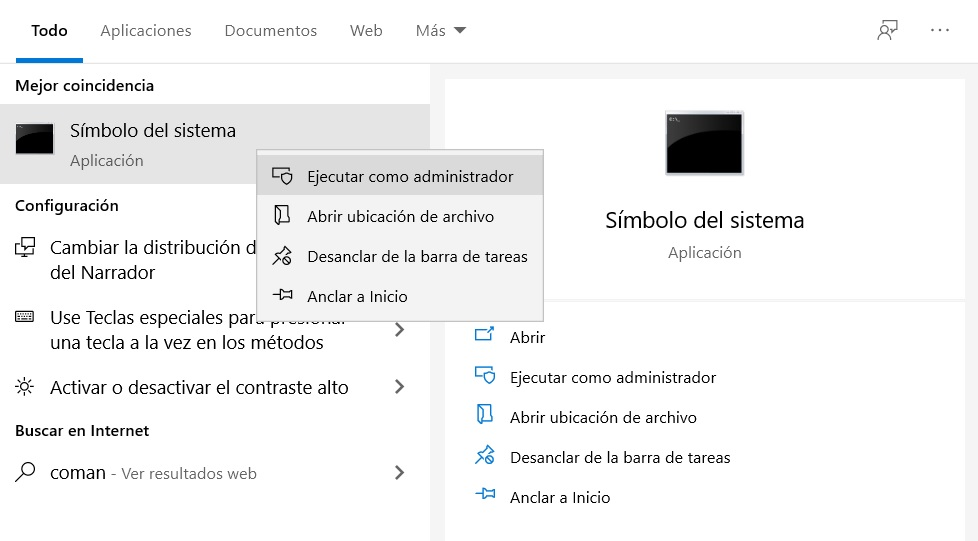 Todo Aplicaciones Documentos Web Más
Mejor coincidencia
Símbolo del sistema
Aplicación
Configuración
Cambiar la distribución d
del Narrador
Use Teclas especiales para presionar
una tecla a la vez en los métodos
Activar o desactivar el contraste alto
Buscar en Internet
coman - Ver resultados web
Ejecutar como administrador
Abrir ubicación de archivo
Desanclar de la barra de tareas
Anclar a Inicio
Símbolo del sistema
Aplicación
Abrir
Ejecutar como administrador
Abrir ubicación de archivo
Desanclar de la barra de tareas
Anclar a Inicio